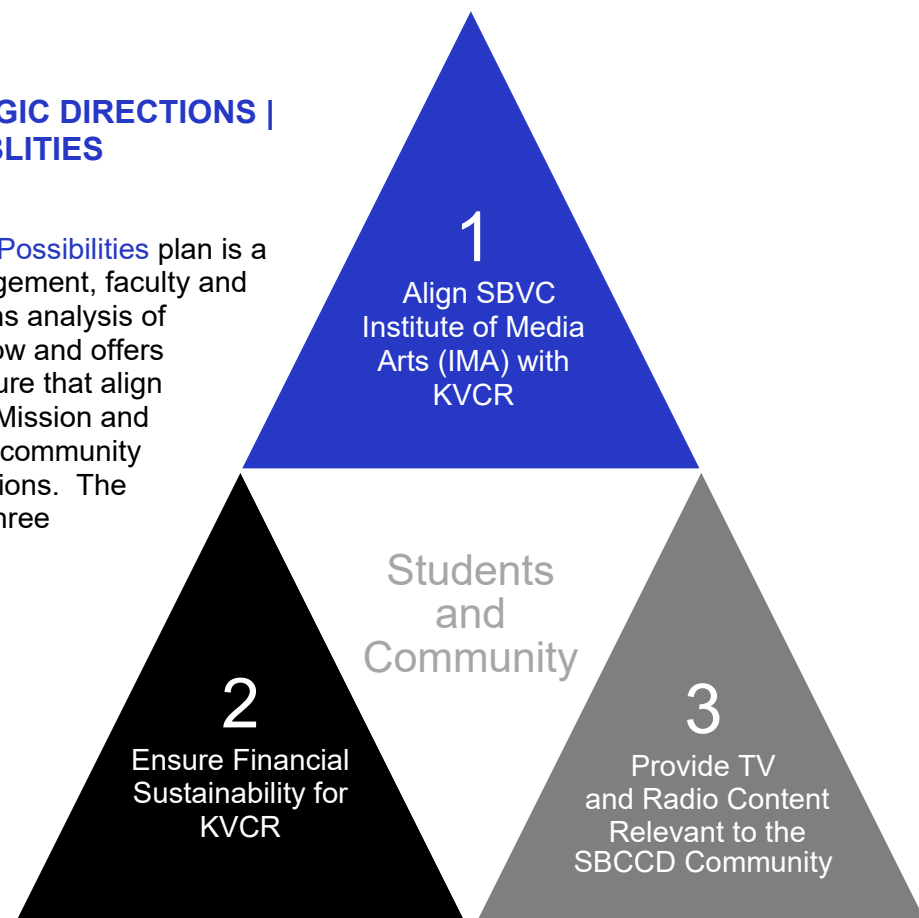 GIC DIRECTIONS |
BLITIES
Possibilities plan is a
gement, faculty and
ns analysis of
ow and offers
ure that align
Mission and
community
ions. The
hree
1
Align SBVC
Institute of Media
Arts (IMA) with
KVCR
Students
and
Community
2
Ensure Financial
Sustainability for
KVCR
3
Provide TV
and Radio Content
Relevant to the
SBCCD Community